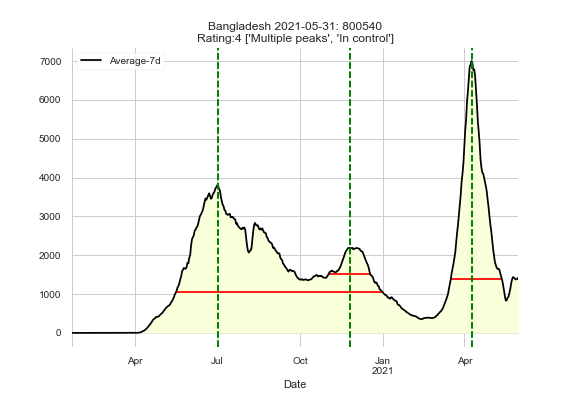 Bangladesh 2021-05-31: 800540
Rating:4 ['Multiple peaks', 'In control']
Average-7d
7000
6000
5000
4000
3000
2000
1000
0
Apr
Jul
Oct
Jan
2021
Apr
Date